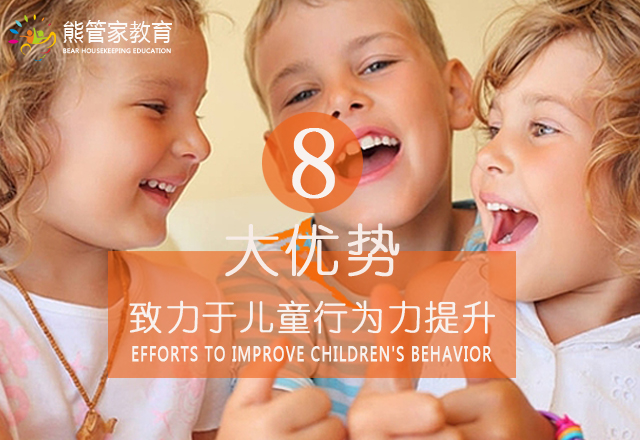 熊管家教育
BEAR HOUSEKEEPING EDUCATION
8
大优势
致力于儿童行为力提升
EFFORTS TO IMPROVE CHILDREN'S BEHAVIOR